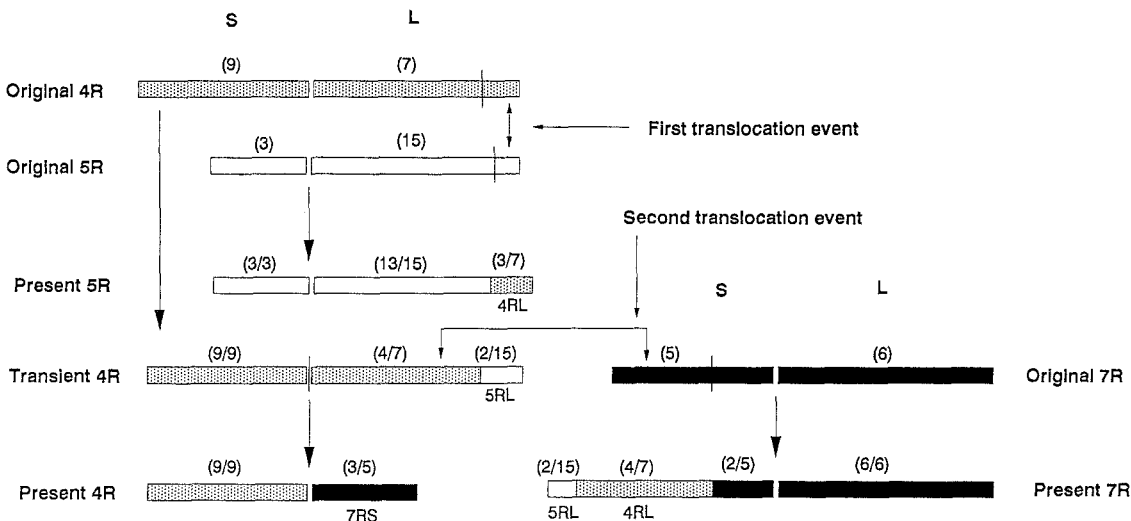 S L
(9) (7)
Original 4R
First translocation event
(3) (15)
Original 5R
Second translocation event
(3/3) (13/15) (3/7)
Present 5R
4RL
S L
(9/9) (4/7) (2/15) (5) (6)
Transient 4R Original 7R
5RL
(9/9) (3/5) (2/15) (4/7) (2/5) (6/6)
Present 4R Present 7R
7RS 5RL 4RL